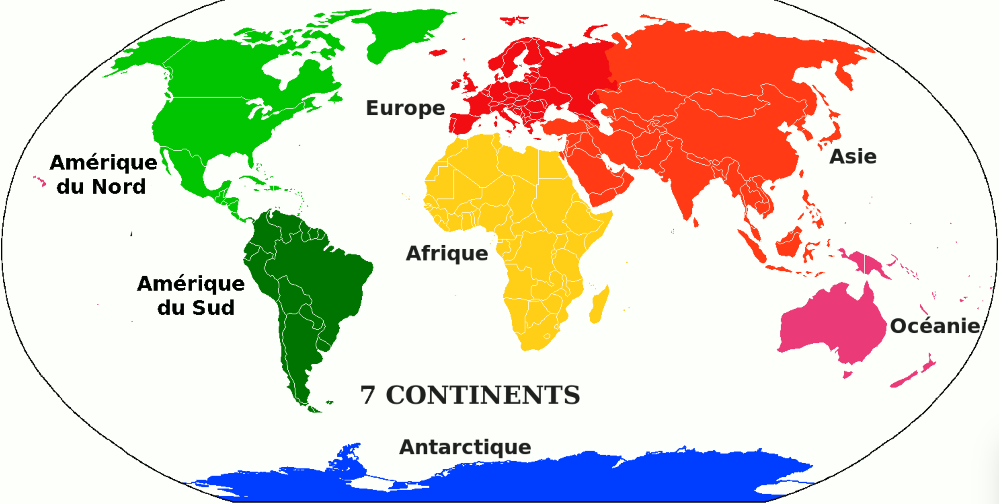 Europe
Asie
Amérique
du Nord
Afrique
Amérique
du Sud
Océanie
7 CONTINENTS
Antarctique